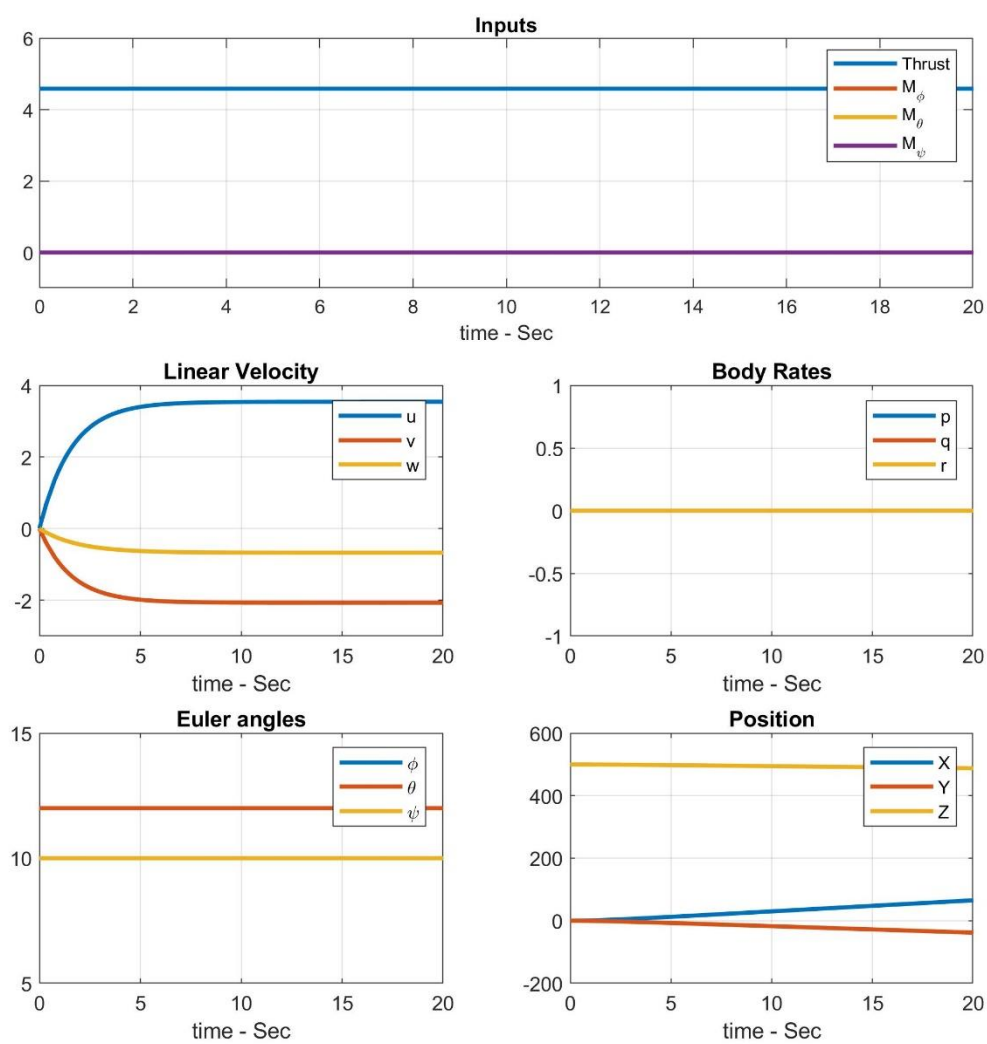 Inputs
6
4
2
0
Thrust
M_ϕ
M_θ
M_ψ
0 2 4 6 8 10 12 14 16 18 20
time - Sec
Linear Velocity
4
2
0
-2
u
v
w
0 5 10 15 20
time - Sec
Body Rates
1
0.5
0
-0.5
-1
p
q
r
0 5 10 15 20
time - Sec
Euler angles
15
10
5
ϕ
θ
ψ
0 5 10 15 20
time - Sec
Position
600
400
200
0
-200
X
Y
Z
0 5 10 15 20
time - Sec